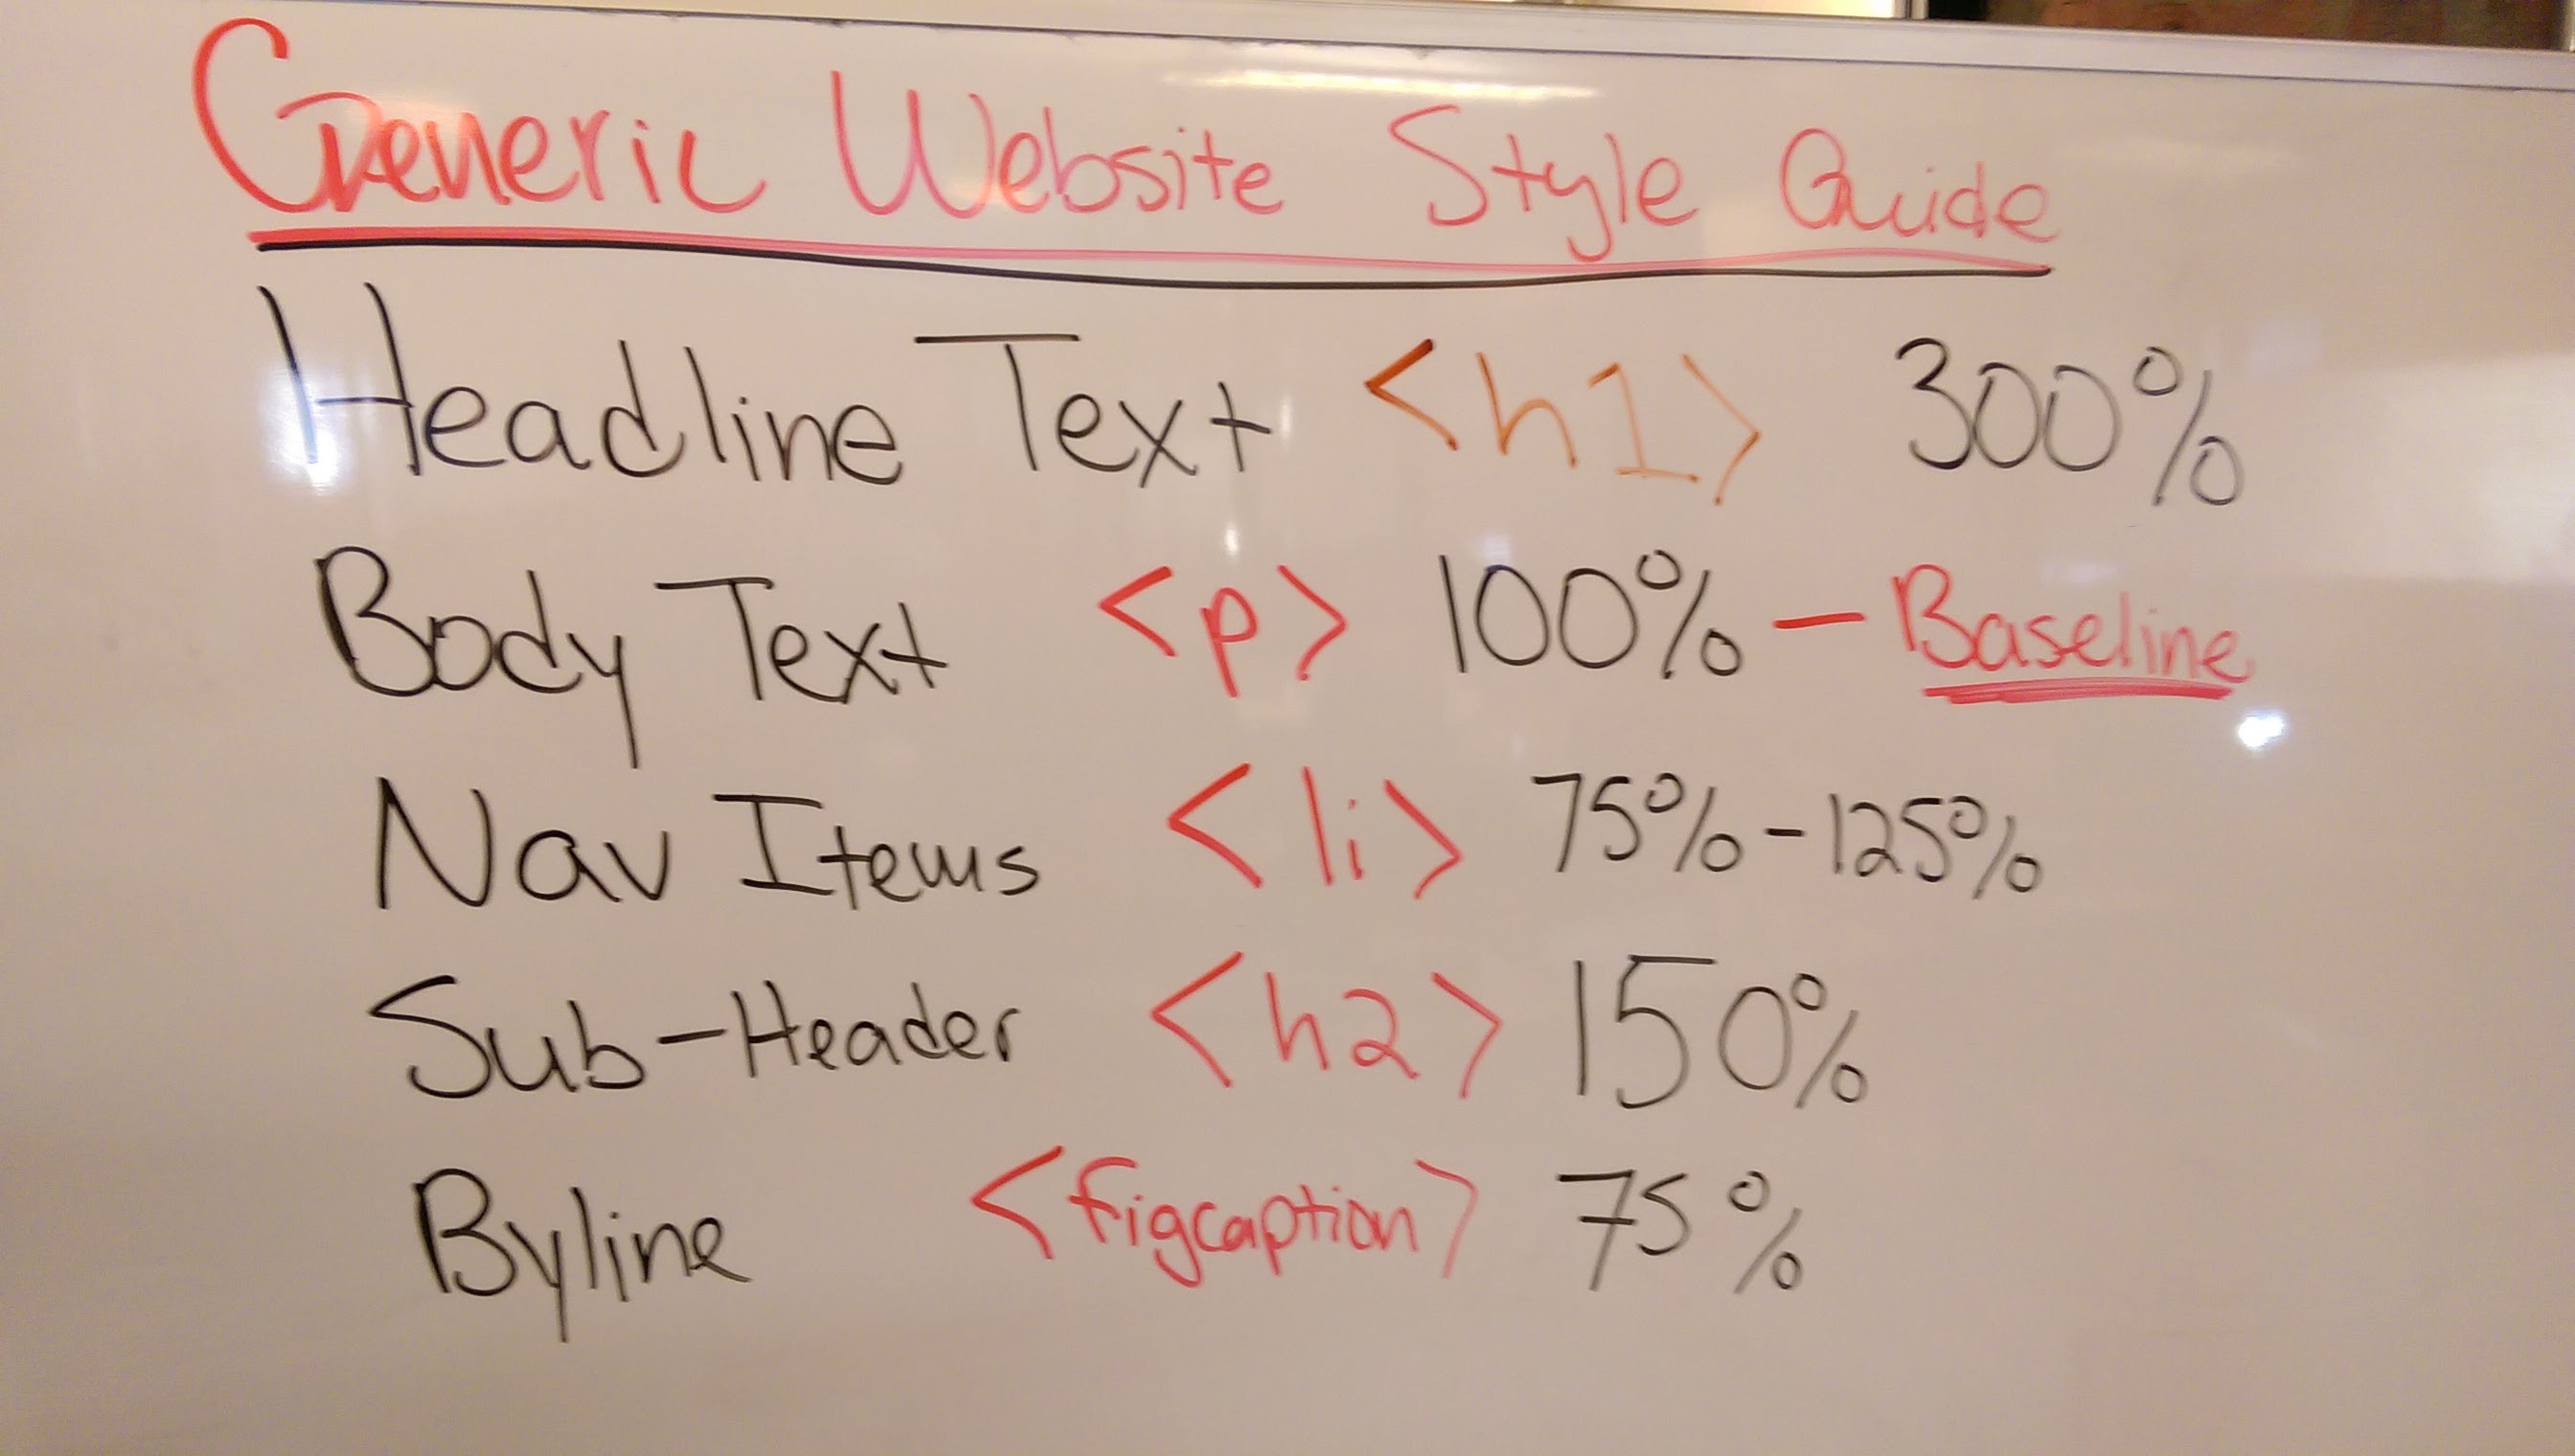 Generic Website Style Guide
Headline Text <h1> 300%
Body Text <p> 100% - Baseline
Nav Items <li> 75% - 125%
Sub-Header <h2> 150%
Byline <figcaption> 75%